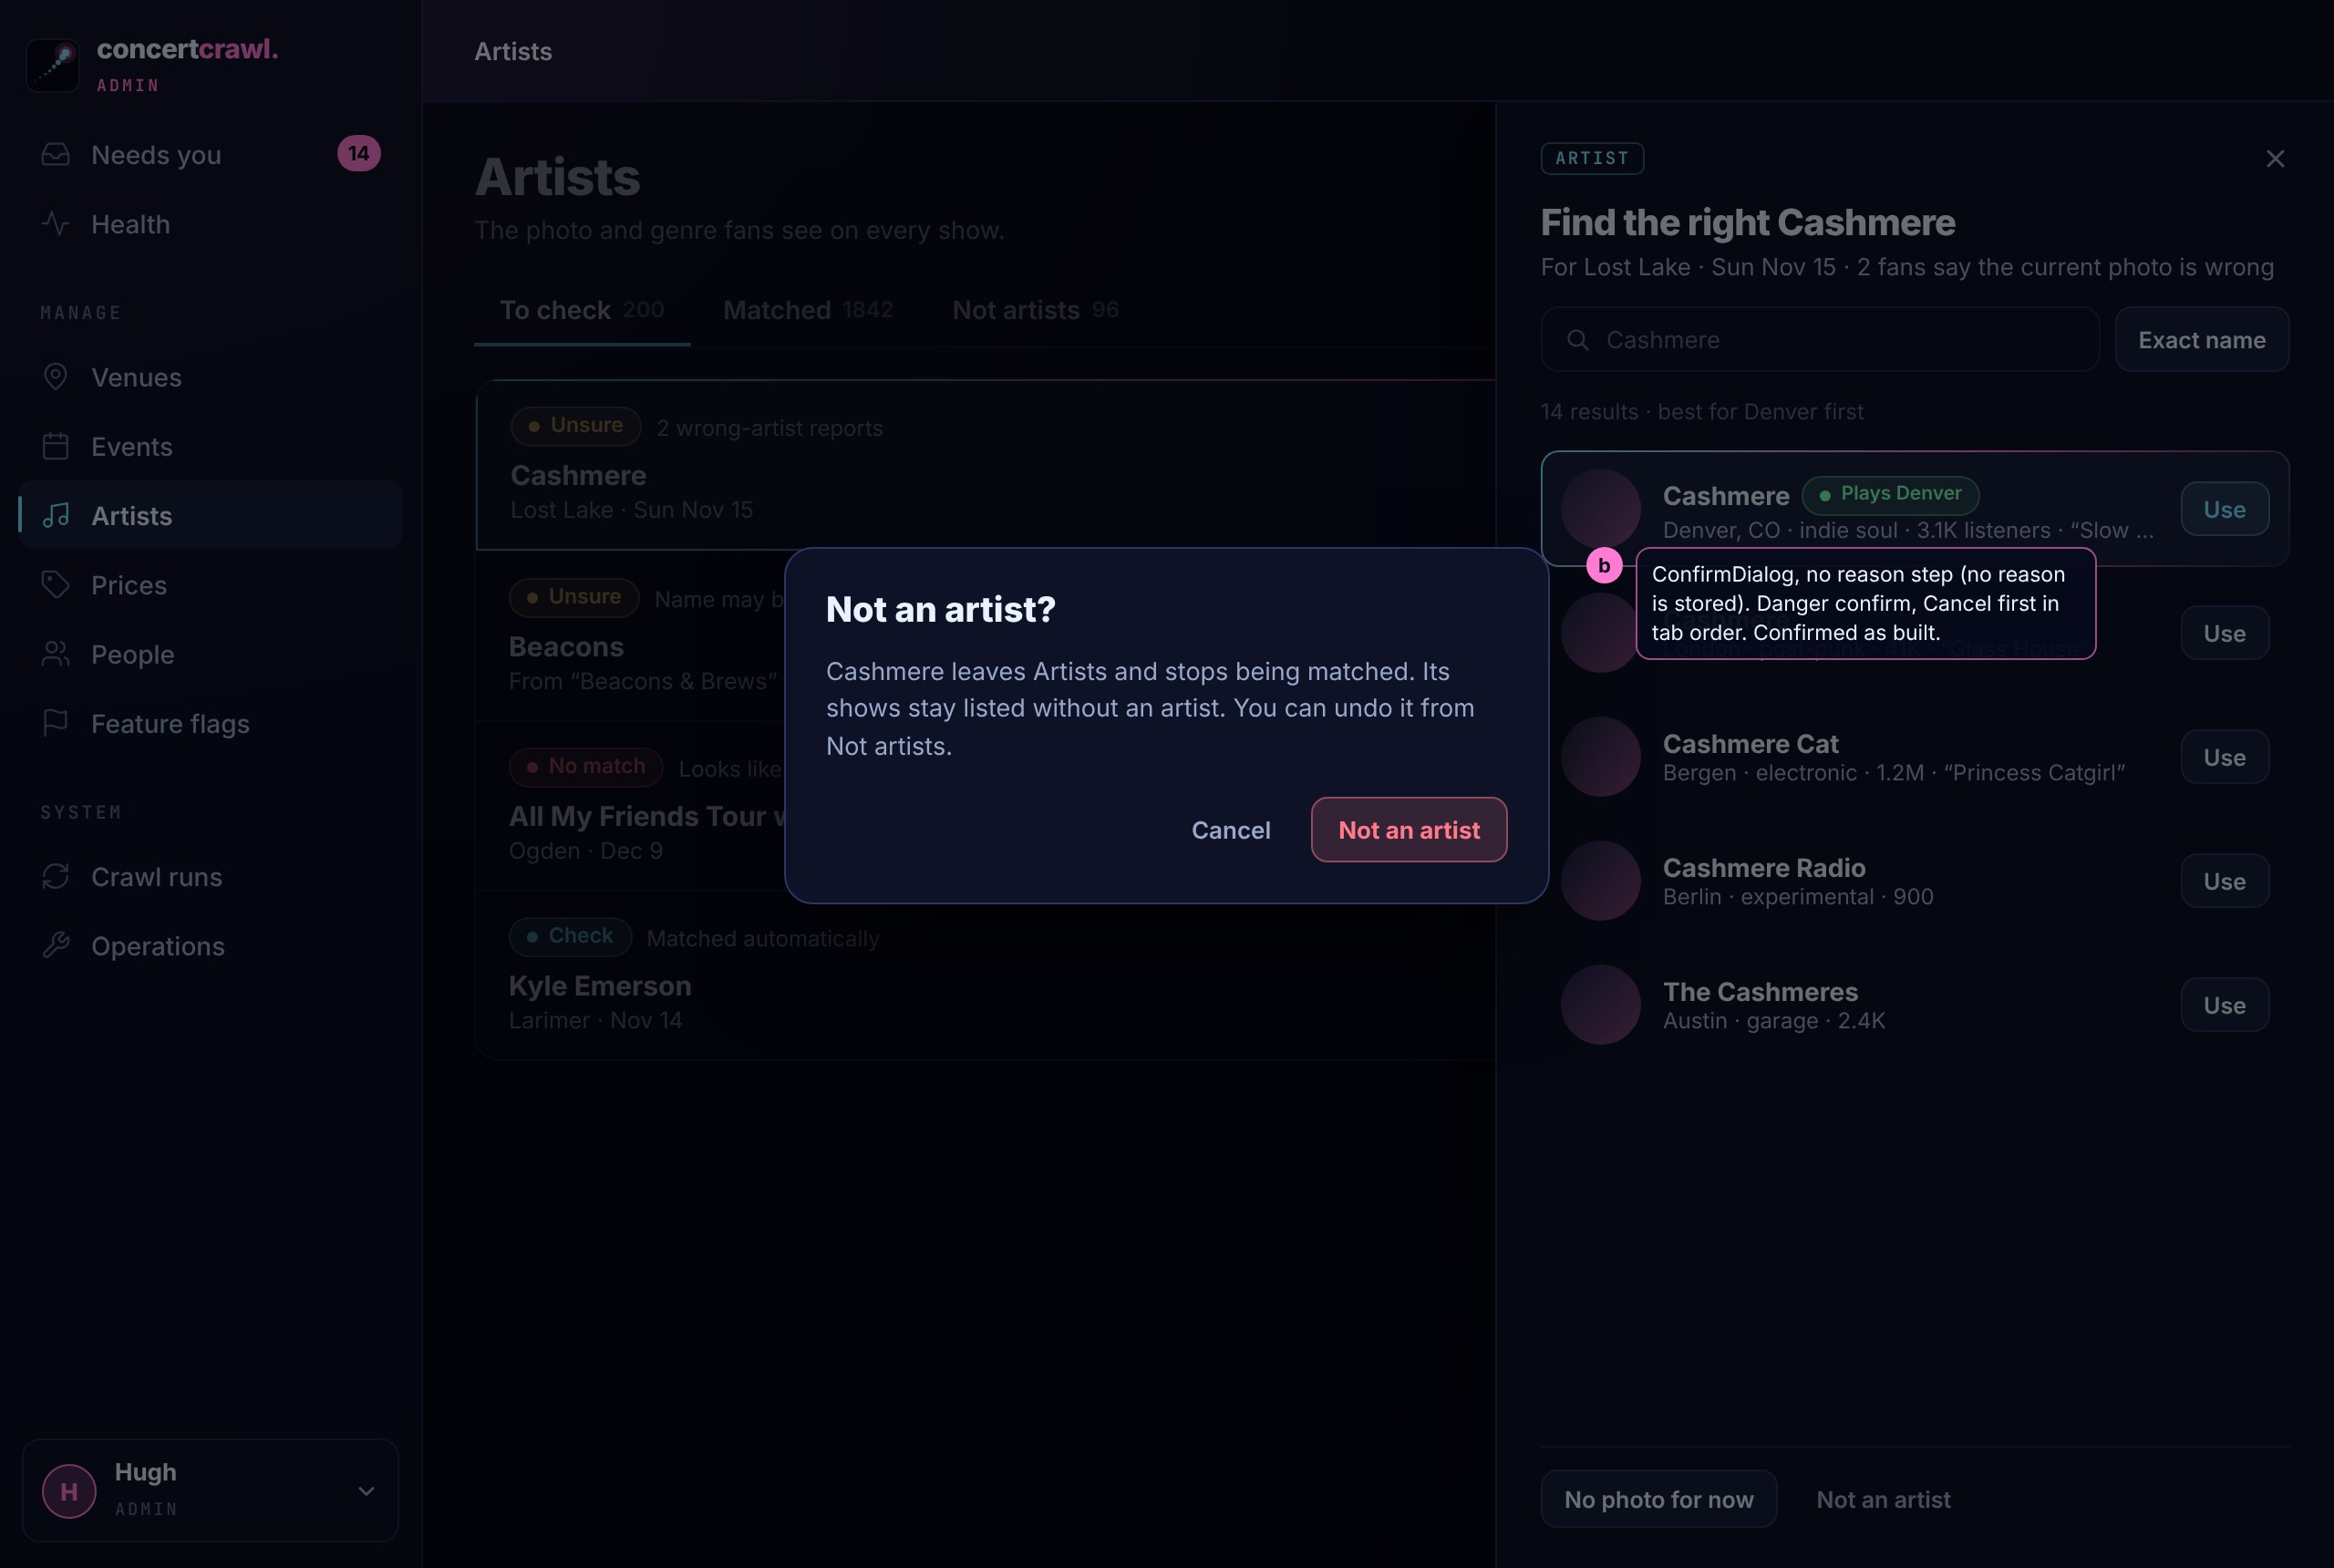 concertcrawl.
ADMIN
Needs you 14
Health
MANAGE
Venues
Events
Artists
Prices
People
Feature flags
SYSTEM
Crawl runs
Operations
H
Hugh
ADMIN
Artists
Artists
The photo and genre fans see on every show.
To check 200 Matched 1842 Not artists 96
Unsure 2 wrong-artist reports
Cashmere
Lost Lake · Sun Nov 15
Unsure Name may b
Beacons
From “Beacons & Brews”
No match Looks like
All My Friends Tour w
Ogden · Dec 9
Check Matched automatically
Kyle Emerson
Larimer · Nov 14
Not an artist?
Cashmere leaves Artists and stops being matched. Its
shows stay listed without an artist. You can undo it from
Not artists.
Cancel Not an artist
ARTIST
Find the right Cashmere
For Lost Lake · Sun Nov 15 · 2 fans say the current photo is wrong
Cashmere Exact name
14 results · best for Denver first
Cashmere Plays Denver
Denver, CO · indie soul · 3.1K listeners · “Slow ...
Use
b
ConfirmDialog, no reason step (no reason
is stored). Danger confirm, Cancel first in
tab order. Confirmed as built.
Cashmere
London · post-punk · 41K · “Glass House”
Use
Cashmere Cat
Bergen · electronic · 1.2M · “Princess Catgirl”
Use
Cashmere Radio
Berlin · experimental · 900
Use
The Cashmeres
Austin · garage · 2.4K
Use
No photo for now Not an artist